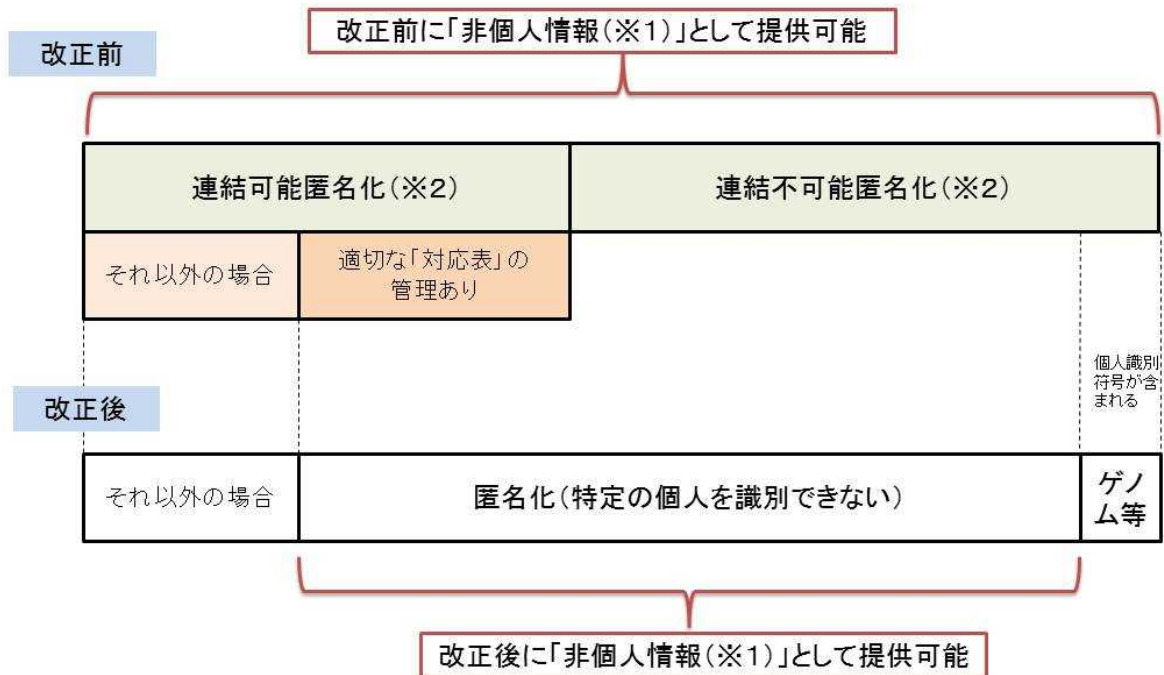 改正前に「非個人情報(※1)」として提供可能
改正前
連結可能匿名化(※2)
連結不可能匿名化(※2)
それ以外の場合
適切な「対応表」の
管理あり
個人識別
符号が含
まれる
改正後
それ以外の場合
匿名化(特定の個人を識別できない)
ゲノ
ム等
改正後に「非個人情報(※1)」として提供可能